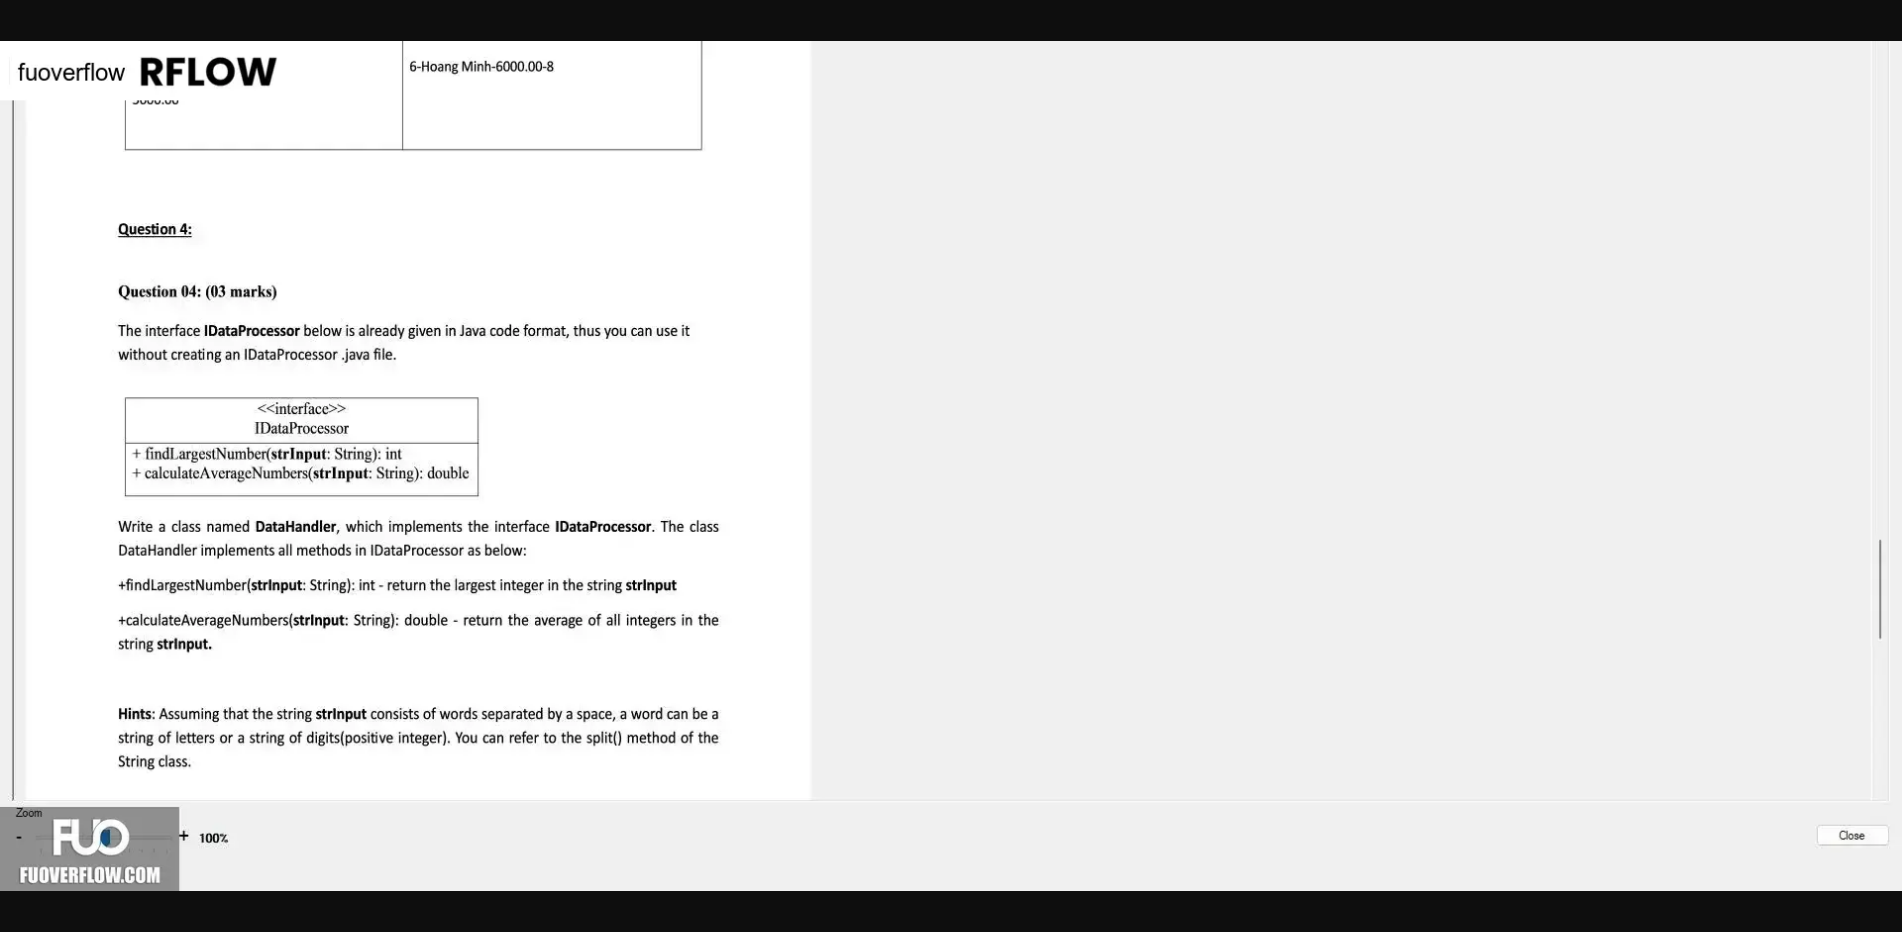 fuoverflow RFLOW
6-Hoang Minh-6000.00-8
Question 4:
Question 04: (03 marks)
The interface IDataProcessor below is already given in Java code format, thus you can use it
without creating an IDataProcessor .java file.
<<interface>>
IDataProcessor
+ findLargestNumber(strInput: String): int
+ calculateAverageNumbers(strInput: String): double
Write a class named DataHandler, which implements the interface IDataProcessor. The class
DataHandler implements all methods in IDataProcessor as below:
+findLargestNumber(strInput: String): int - return the largest integer in the string strInput
+calculateAverageNumbers(strInput: String): double - return the average of all integers in the
string strInput.
Hints: Assuming that the string strInput consists of words separated by a space, a word can be a
string of letters or a string of digits(positive integer). You can refer to the split() method of the
String class.
Zoom
- + 100%
Close
FUO
FUOVERFLOW.COM